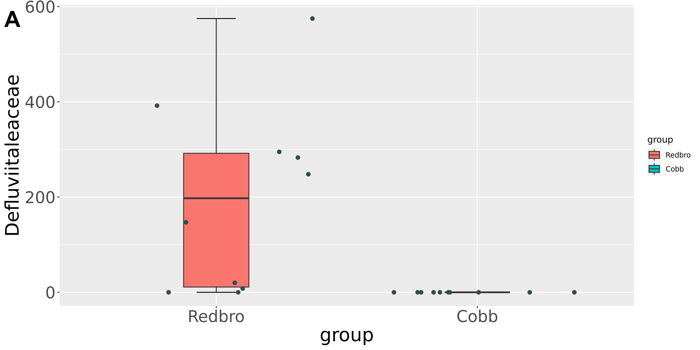 A
Defluviitaleaceae
600
400
200
0
Redbro
Cobb
group
group
Redbro
Cobb